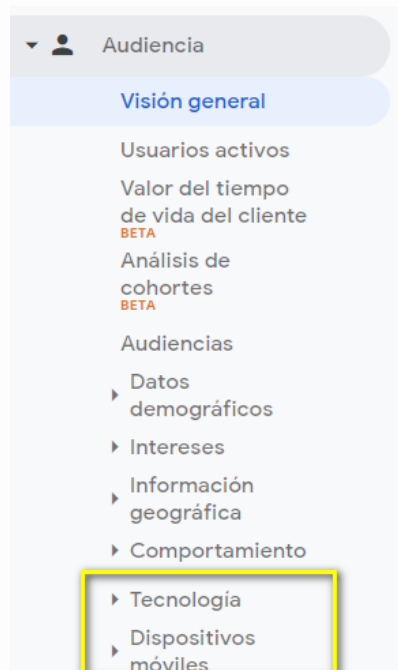 Audiencia
Visión general
Usuarios activos
Valor del tiempo
de vida del cliente
BETA
Análisis de
cohortes
BETA
Audiencias
Datos
demográficos
Intereses
Información
geográfica
Comportamiento
Tecnología
Dispositivos
móviles